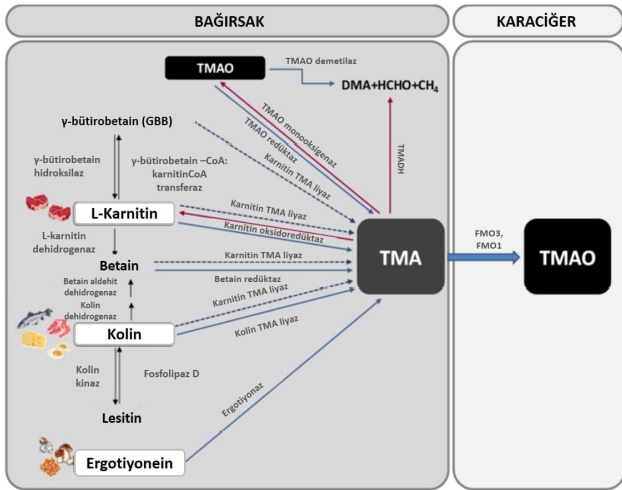 BAĞIRSAK
KARACİĞER
TMAO
TMAO demetilaz
DMA+HCHO+CH4
γ-bütirobetain (GBB)
TMAO monooksigenaz
TMAO redüktaz
Karnitin TMA liyaz
TMADH
γ-bütirobetain
hidroksilaz
γ-bütirobetain –CoA:
karnitinCoA
transferaz
L-Karnitin
Karnitin TMA liyaz
Karnitin oksidoredüktaz
L-karnitin
dehidrogenaz
Betain
Karnitin TMA liyaz
Betain redüktaz
TMA
FMO3,
FMO1
TMAO
Betain aldehit
dehidrogenaz
Kolin
dehidrogenaz
Karnitin TMA liyaz
Kolin TMA liyaz
Kolin
Kolin
kinaz
Fosfolipaz D
Lesitin
Ergotiyonaz
Ergotiyonein